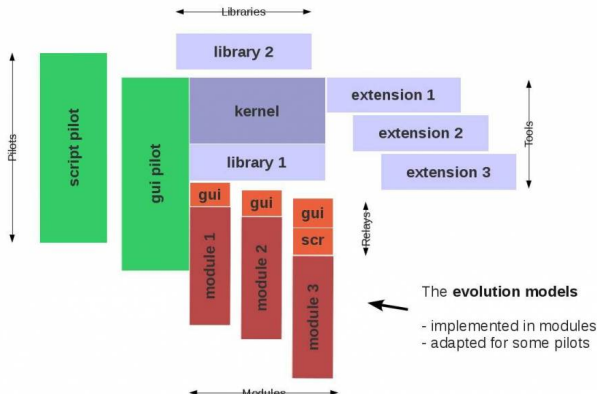 Libraries
library 2
Pilots
script pilot
gui pilot
kernel
library 1
extension 1
extension 2
extension 3
Tools
gui
gui
gui
scr
Relays
module 1
module 2
module 3
The evolution models
- implemented in modules
- adapted for some pilots
Modules